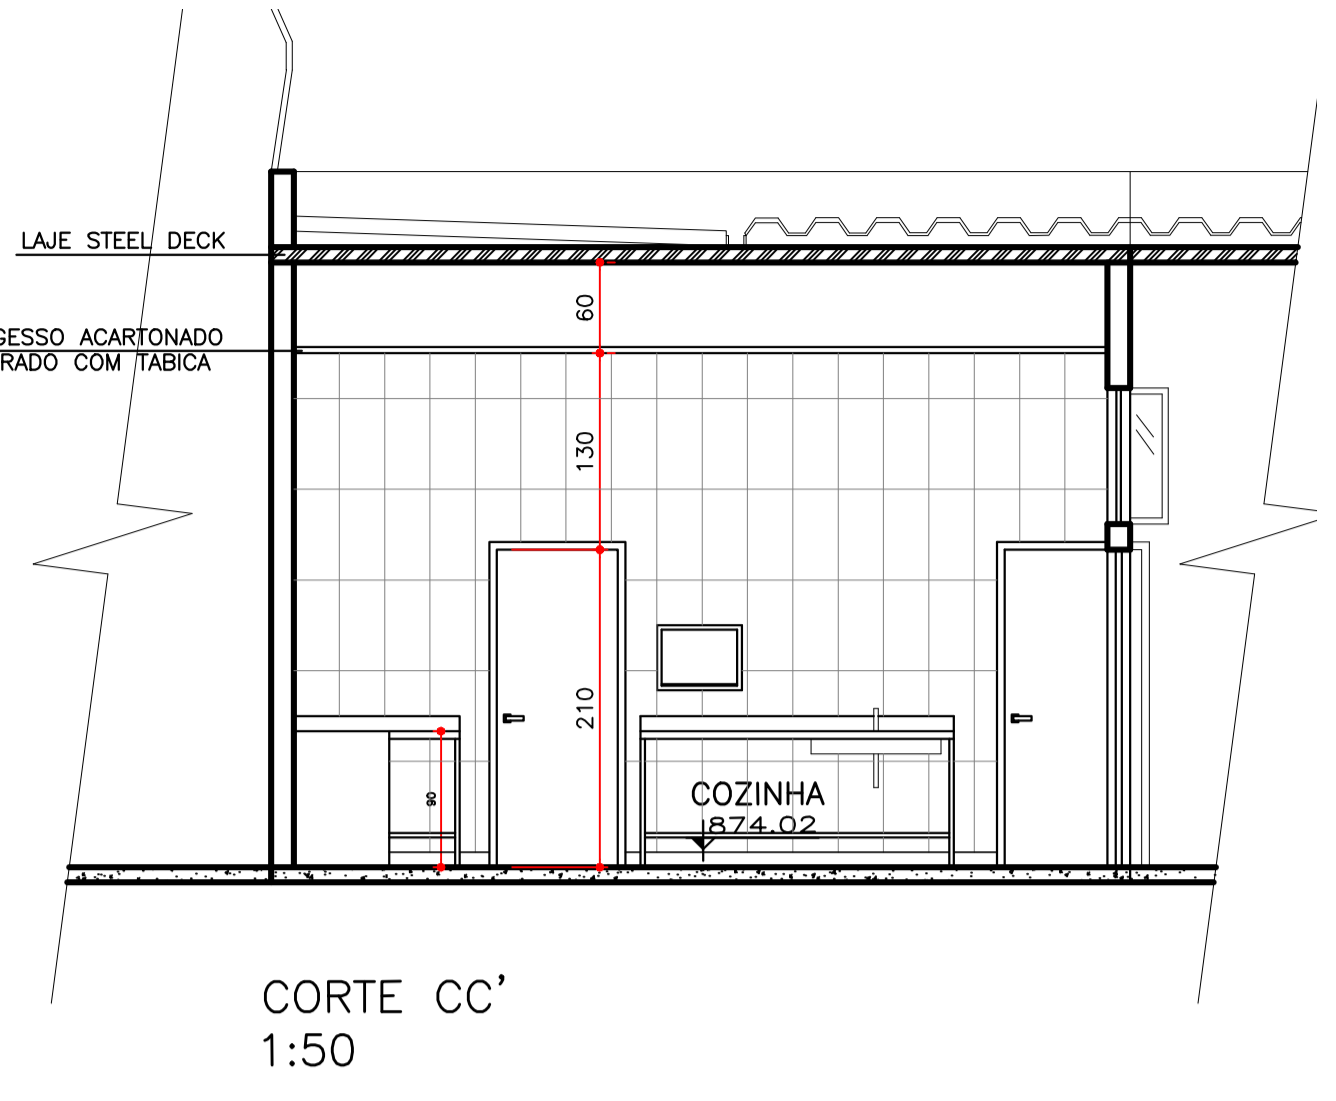 LAJE STEEL DECK
60
GESSO ACARTONADO
RADO COM TABICA
130
210
90
COZINHA
874.02
CORTE CC'
1:50